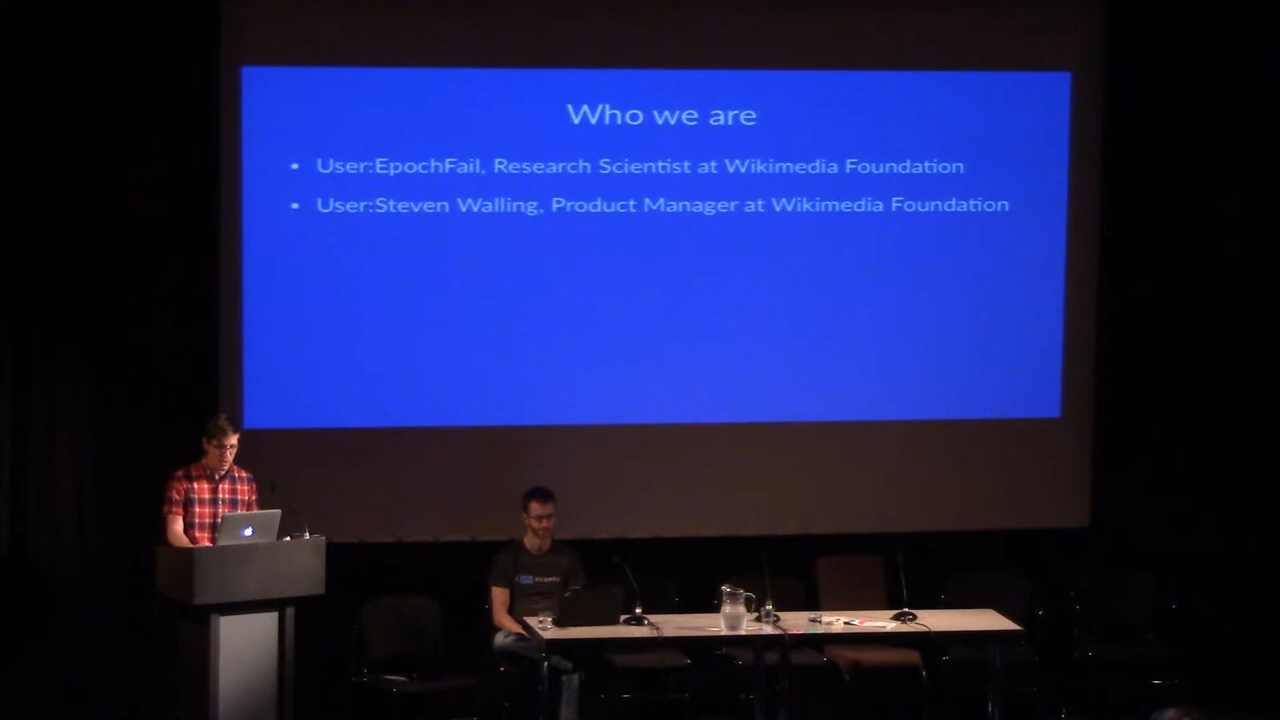 Who we are
• User:EpochFail, Research Scientist at Wikimedia Foundation
• User:Steven Walling, Product Manager at Wikimedia Foundation